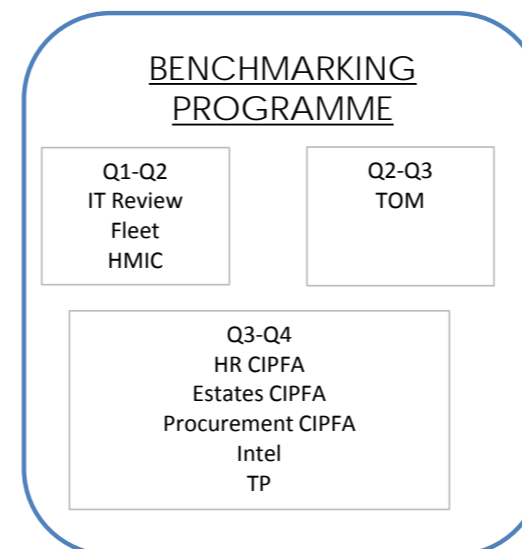 BENCHMARKING
PROGRAMME
Q1-Q2
IT Review
Fleet
HMIC
Q2-Q3
TOM
Q3-Q4
HR CIPFA
Estates CIPFA
Procurement CIPFA
Intel
TP